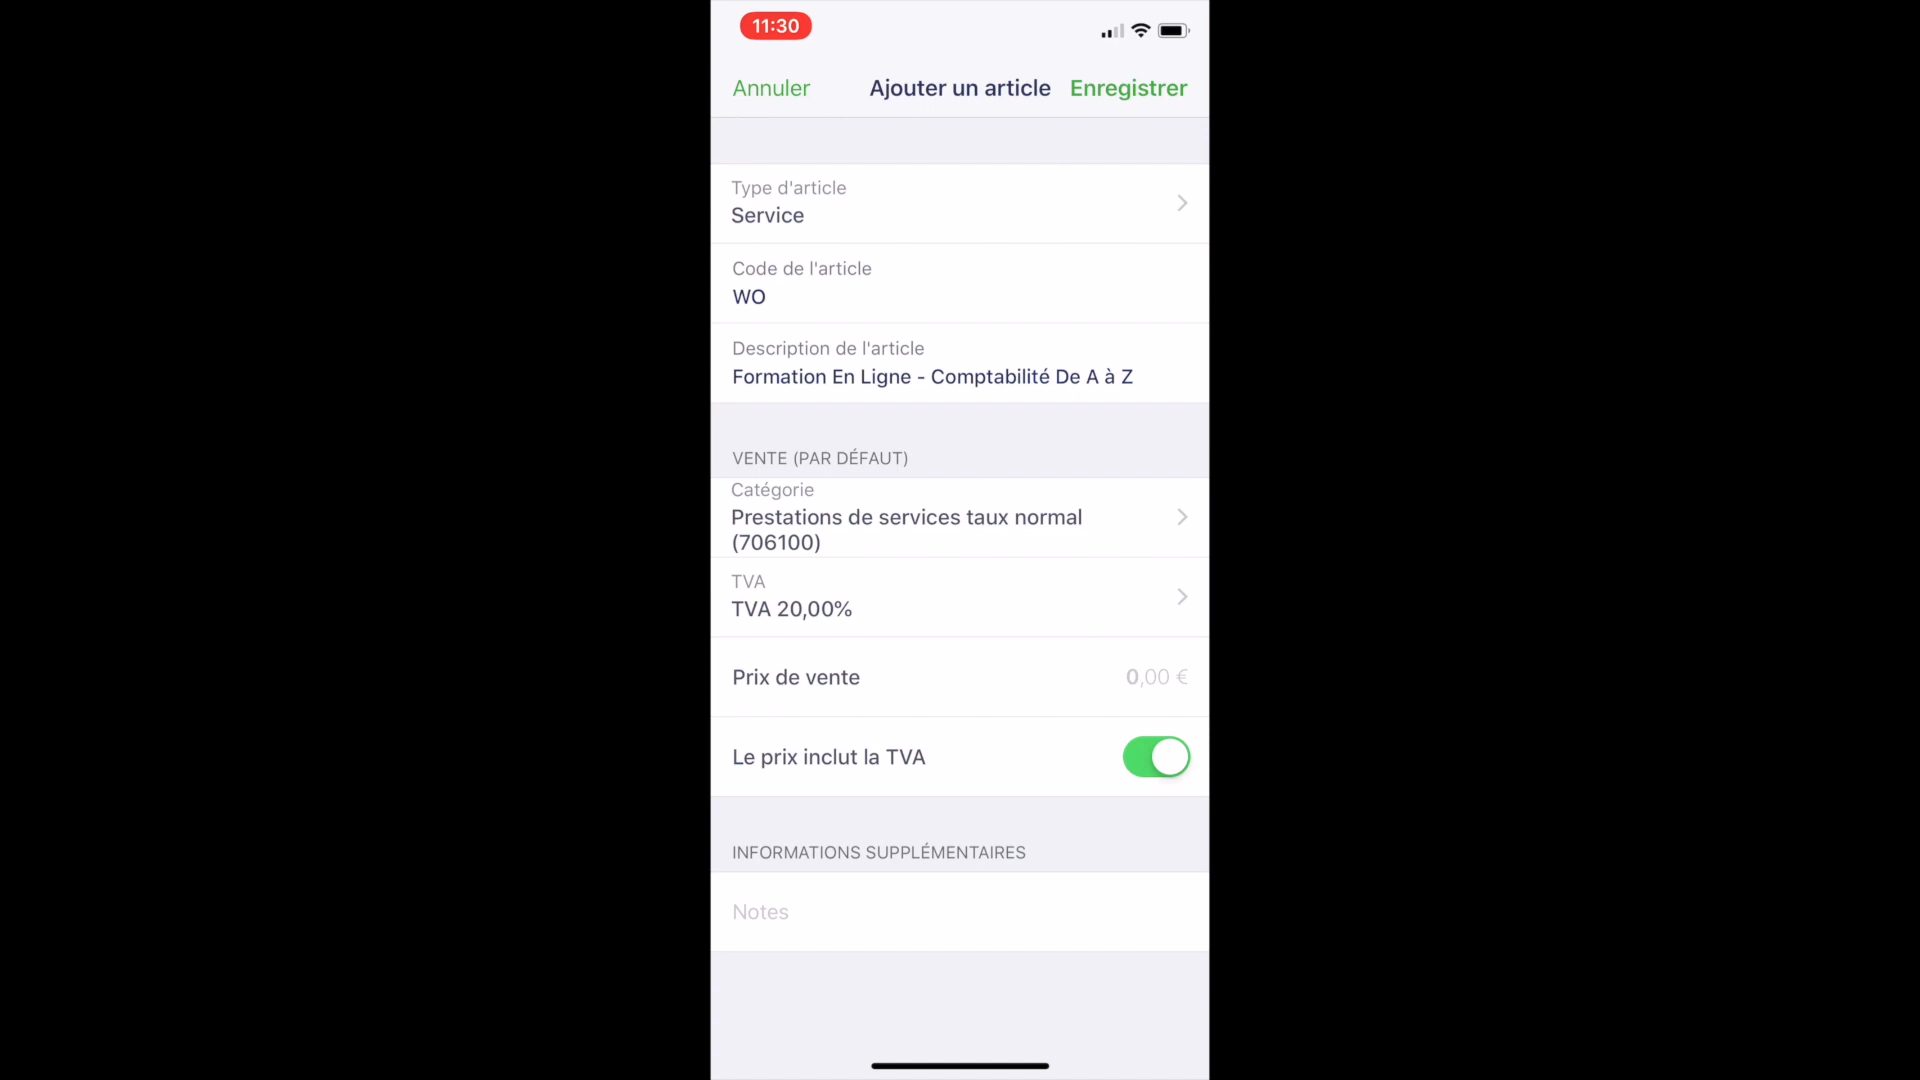 11:30
Annuler Ajouter un article Enregistrer
Type d'article
Service
Code de l'article
WO
Description de l'article
Formation En Ligne - Comptabilité De A à Z
VENTE (PAR DÉFAUT)
Catégorie
Prestations de services taux normal
(706100)
TVA
TVA 20,00%
Prix de vente 0,00 €
Le prix inclut la TVA
INFORMATIONS SUPPLÉMENTAIRES
Notes